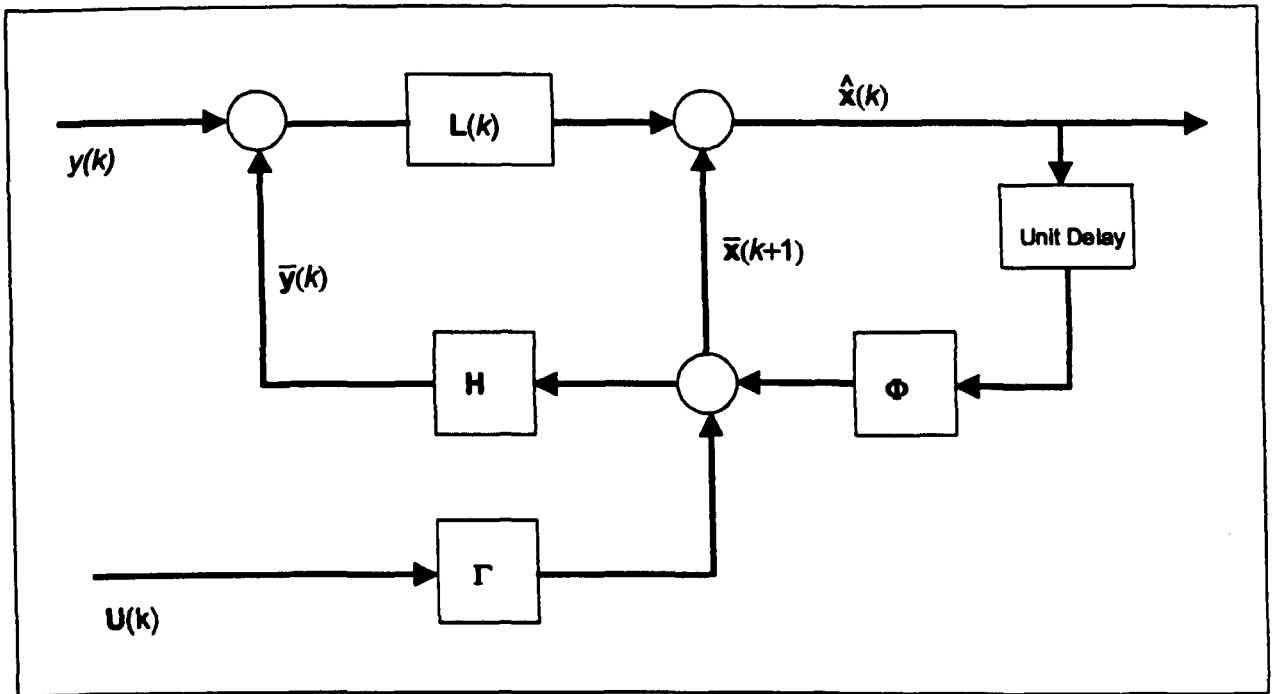 x̂(k)
L(k)
y(k)
Unit Delay
x̄(k+1)
ȳ(k)
H
Φ
Γ
U(k)